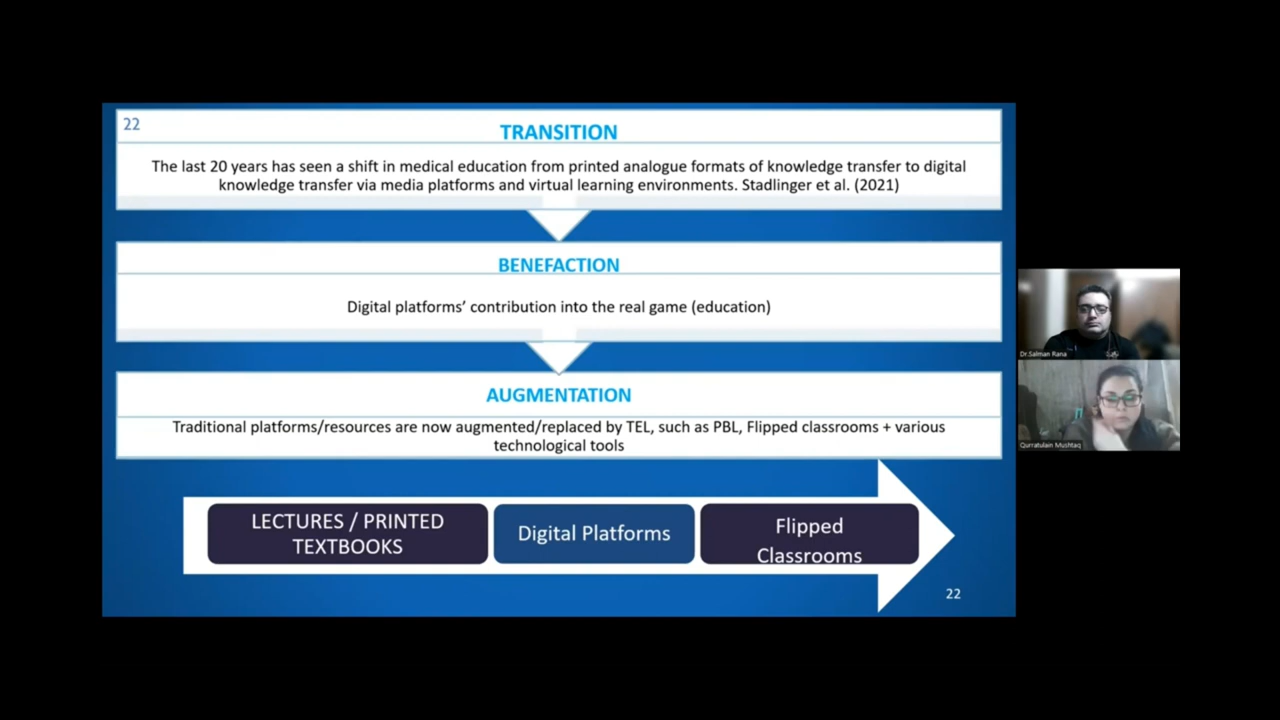 22
TRANSITION
The last 20 years has seen a shift in medical education from printed analogue formats of knowledge transfer to digital
knowledge transfer via media platforms and virtual learning environments. Stadlinger et al. (2021)
BENEFACTION
Digital platforms’ contribution into the real game (education)
AUGMENTATION
Traditional platforms/resources are now augmented/replaced by TEL, such as PBL, Flipped classrooms + various
technological tools
LECTURES / PRINTED
TEXTBOOKS
Digital Platforms
Flipped
Classrooms
22
Dr.Salman Rana
Qurratulain Mushtaq